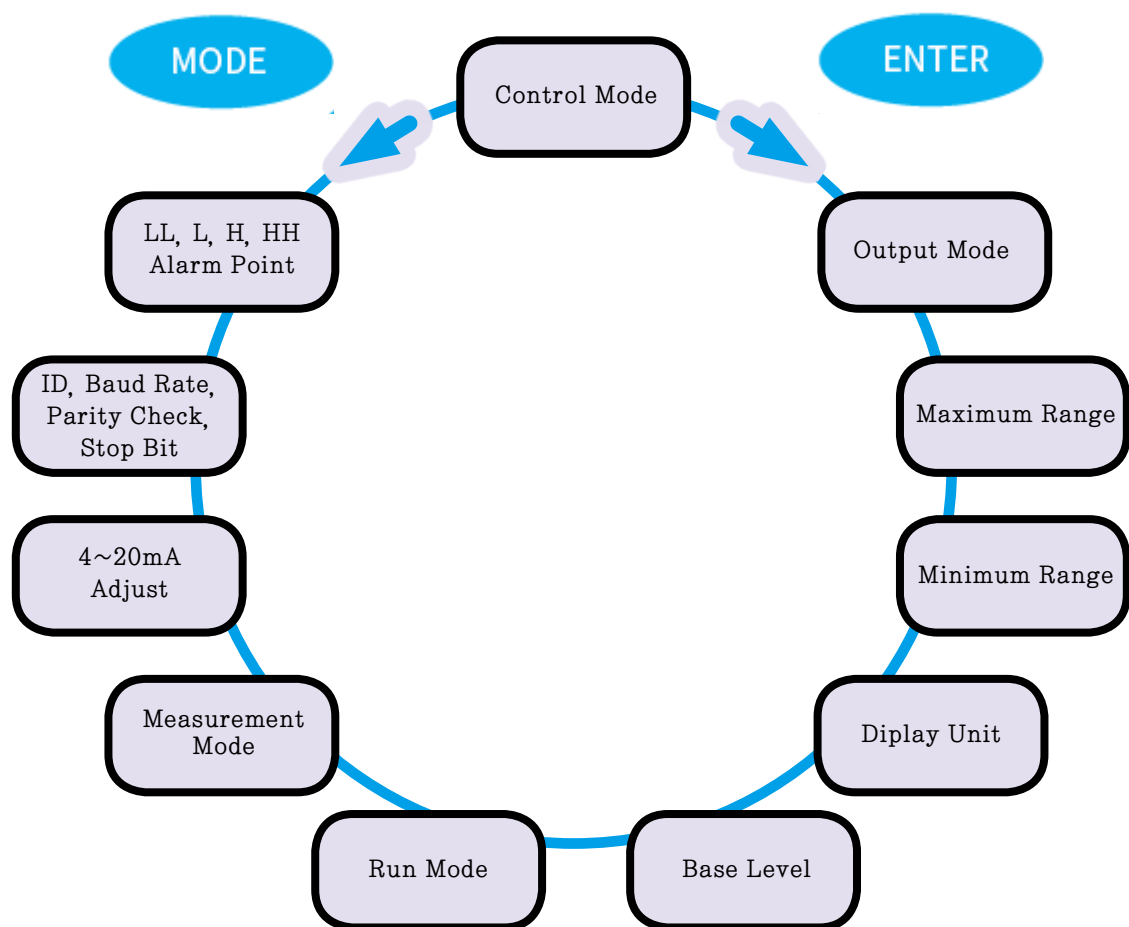 MODE
ENTER
Control Mode
LL, L, H, HH
Alarm Point
Output Mode
ID, Baud Rate,
Parity Check,
Stop Bit
Maximum Range
4~20mA
Adjust
Minimum Range
Measurement
Mode
Diplay Unit
Run Mode
Base Level